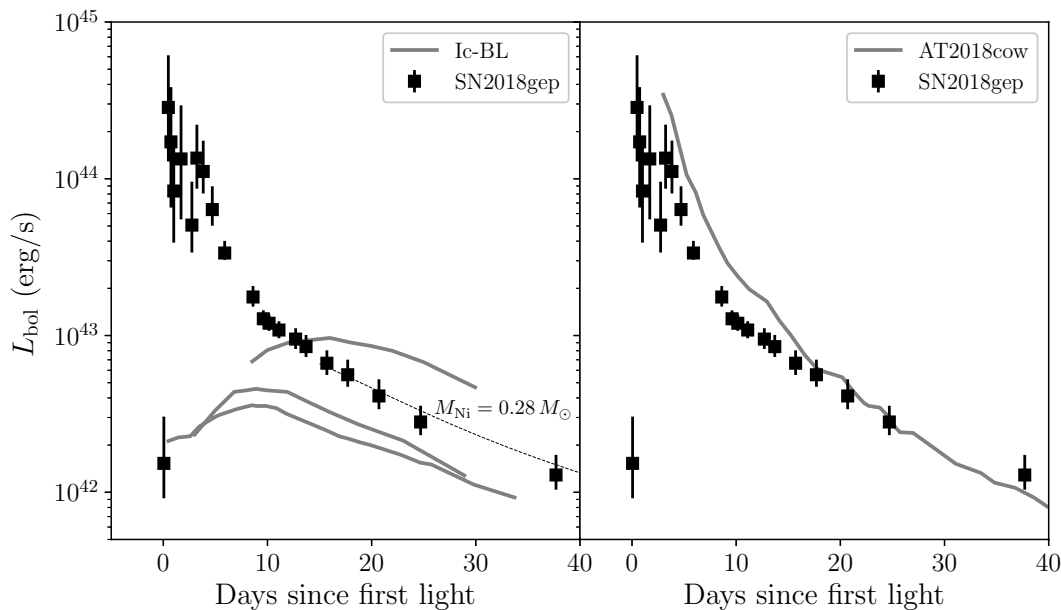 10^45
10^44
10^43
10^42
L_bol (erg/s)
Ic-BL
SN2018gep
M_Ni = 0.28 M_⊙
0 10 20 30 40
Days since first light
AT2018cow
SN2018gep
0 10 20 30 40
Days since first light